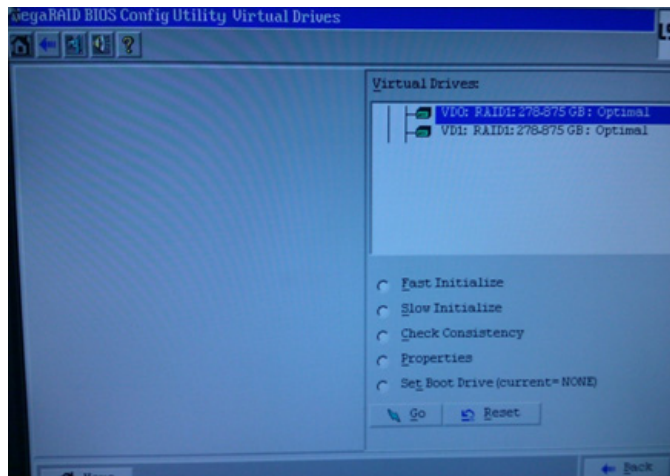 MegaRAID BIOS Config Utility Virtual Drives
Virtual Drives:
VD0: RAID1: 278.875 GB: Optimal
VD1: RAID1: 278.875 GB: Optimal
Fast Initialize
Slow Initialize
Check Consistency
Properties
Set Boot Drive (current= NONE)
Go
Reset
Home
Back